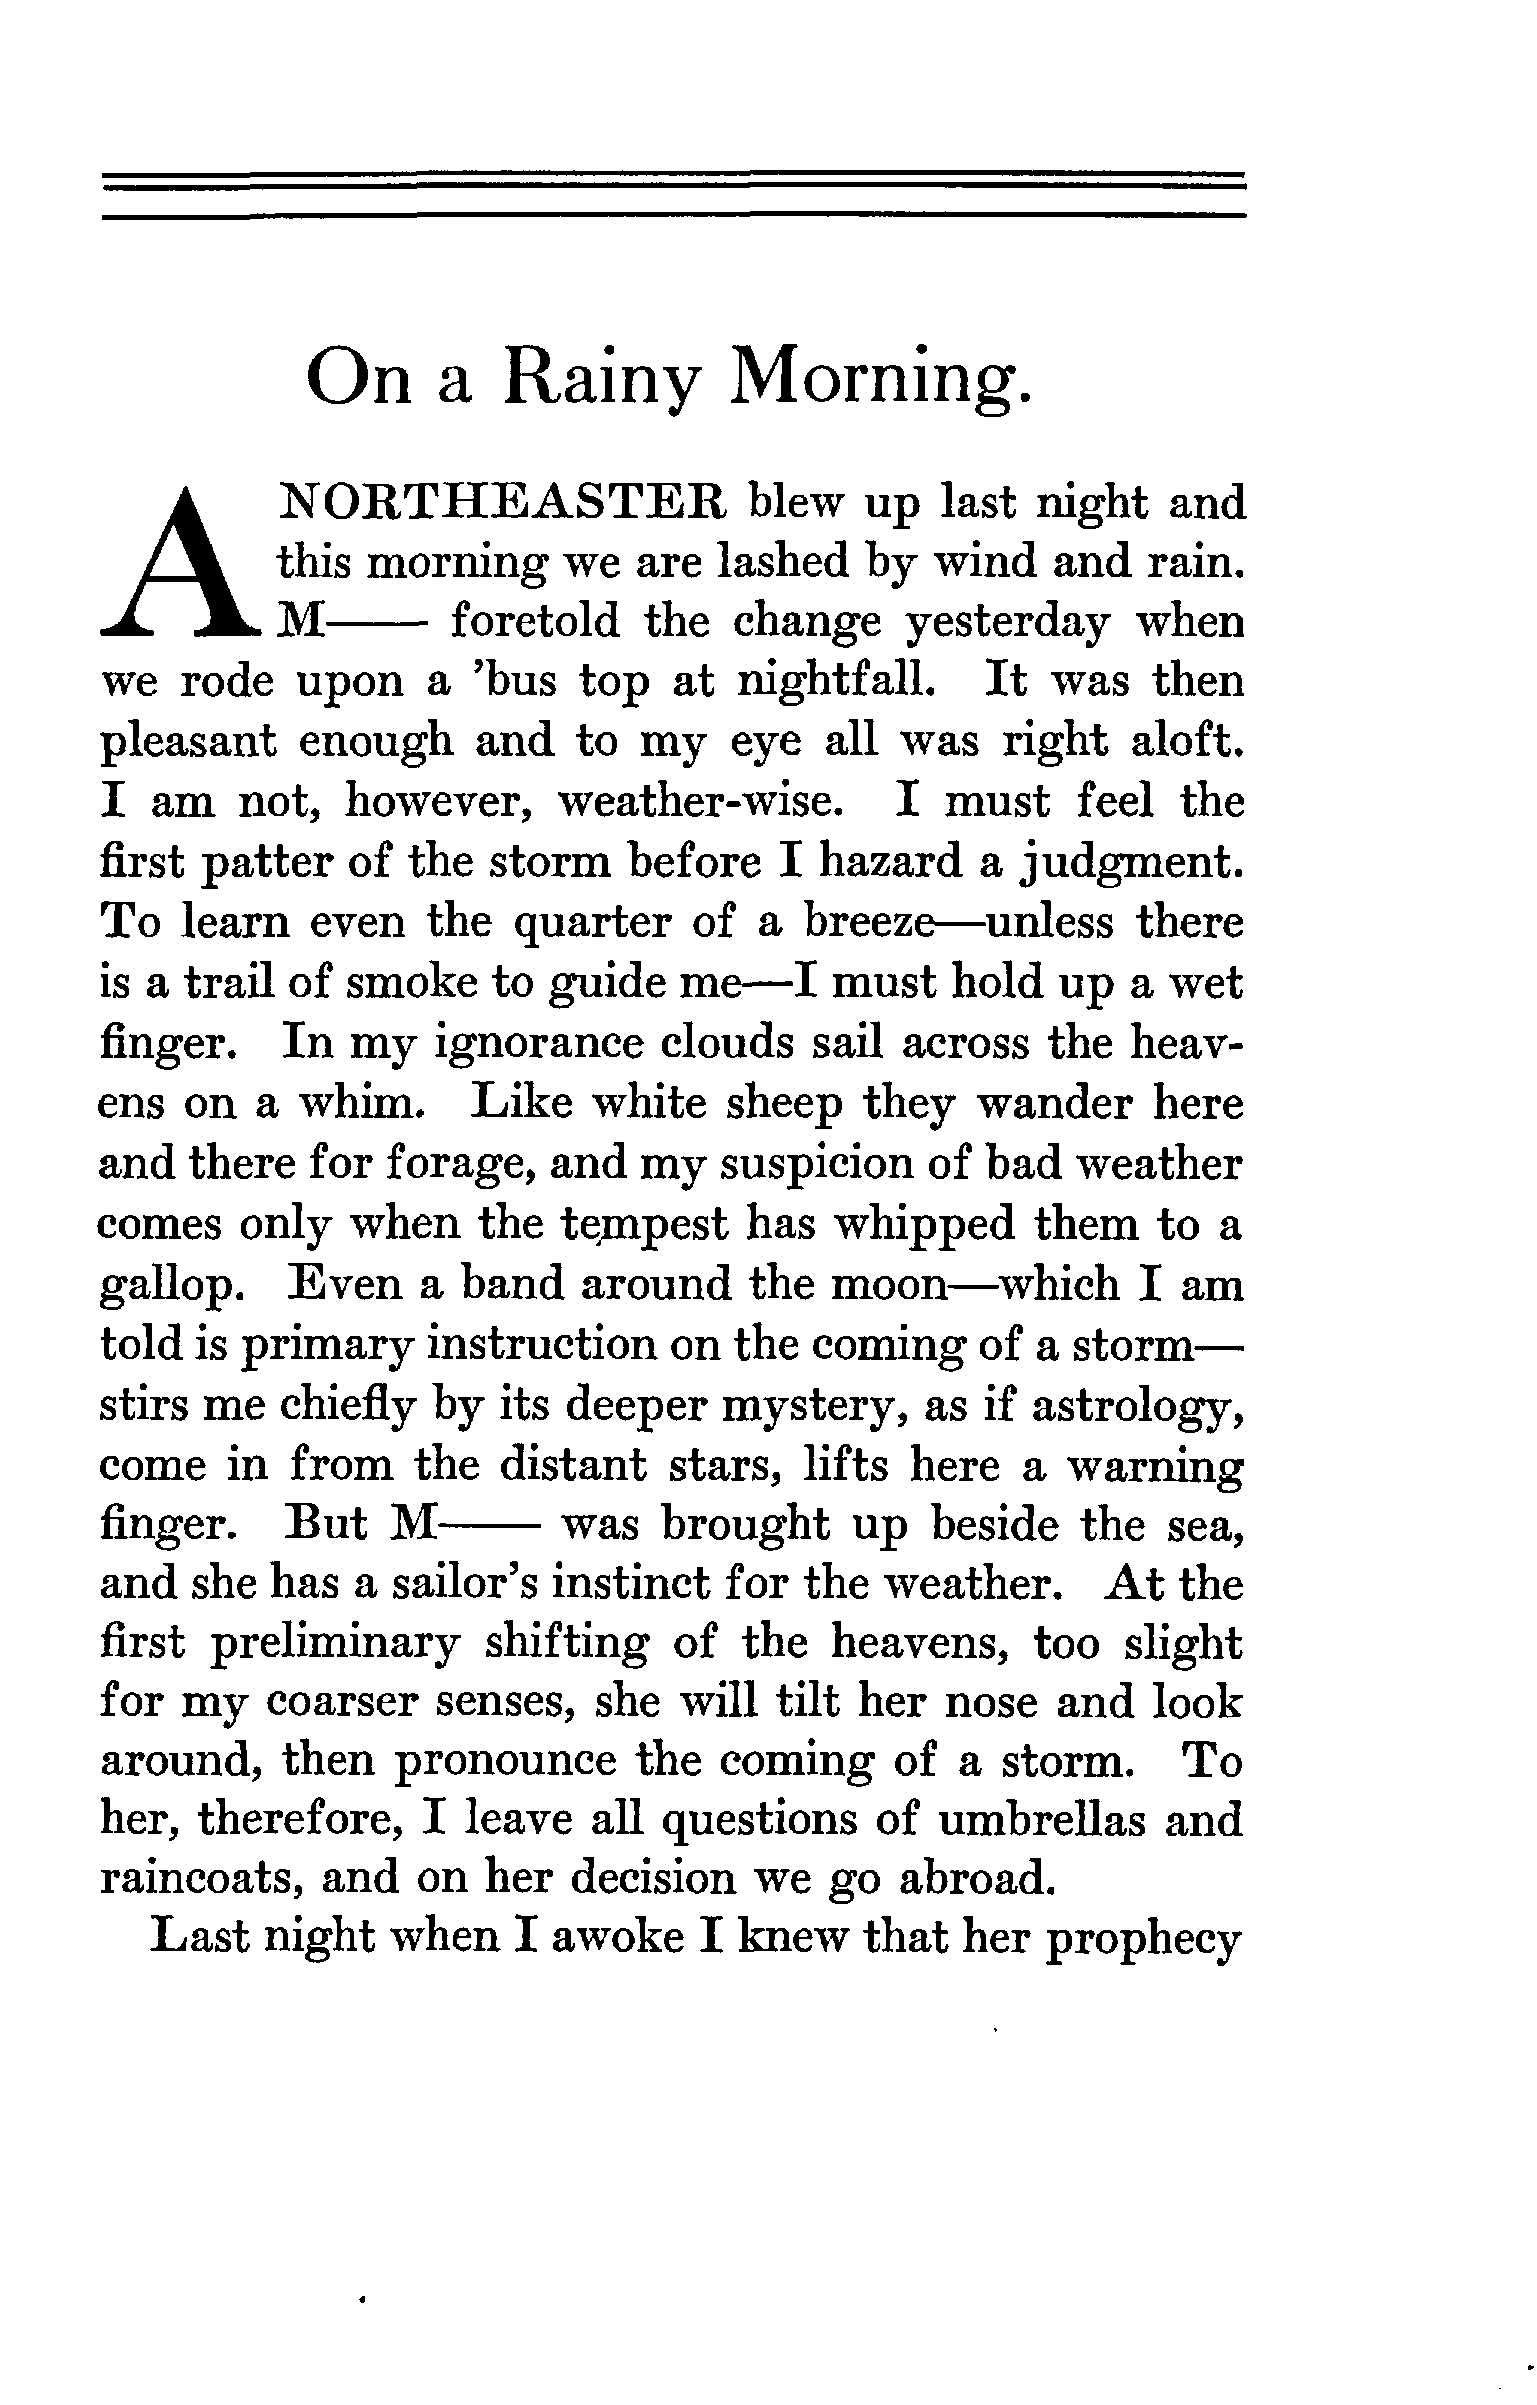 On a Rainy Morning.
A NORTHEASTER blew up last night and
this morning we are lashed by wind and rain.
M—— foretold the change yesterday when
we rode upon a ’bus top at nightfall. It was then
pleasant enough and to my eye all was right aloft.
I am not, however, weather-wise. I must feel the
first patter of the storm before I hazard a judgment.
To learn even the quarter of a breeze—unless there
is a trail of smoke to guide me—I must hold up a wet
finger. In my ignorance clouds sail across the heav-
ens on a whim. Like white sheep they wander here
and there for forage, and my suspicion of bad weather
comes only when the tempest has whipped them to a
gallop. Even a band around the moon—which I am
told is primary instruction on the coming of a storm—
stirs me chiefly by its deeper mystery, as if astrology,
come in from the distant stars, lifts here a warning
finger. But M—— was brought up beside the sea,
and she has a sailor’s instinct for the weather. At the
first preliminary shifting of the heavens, too slight
for my coarser senses, she will tilt her nose and look
around, then pronounce the coming of a storm. To
her, therefore, I leave all questions of umbrellas and
raincoats, and on her decision we go abroad.
Last night when I awoke I knew that her prophecy